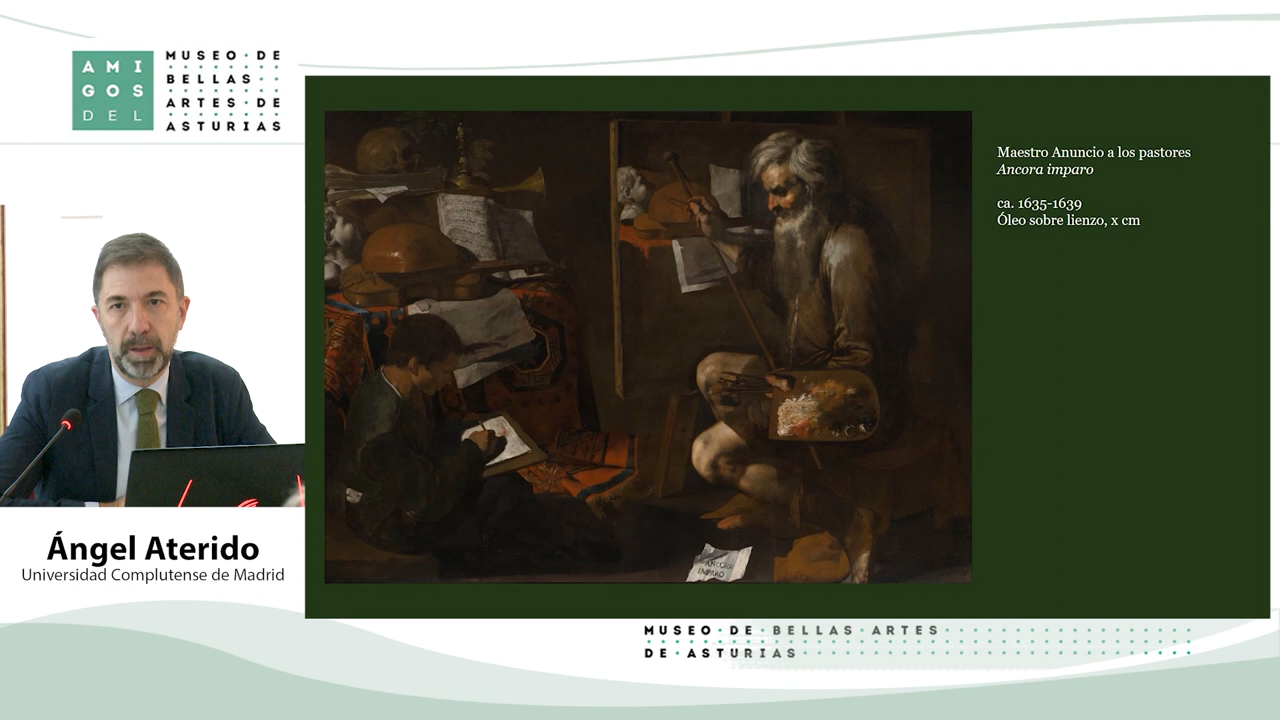 AMI
GOS
DEL
MUSEO·DE
BELLAS
ARTES·DE
ASTURIAS
Maestro Anuncio a los pastores
Ancora imparo
ca. 1635-1639
Óleo sobre lienzo, x cm
ANCORA
IMPARO
Ángel Aterido
Universidad Complutense de Madrid
MUSEO·DE·BELLAS·ARTES
DE·ASTURIAS